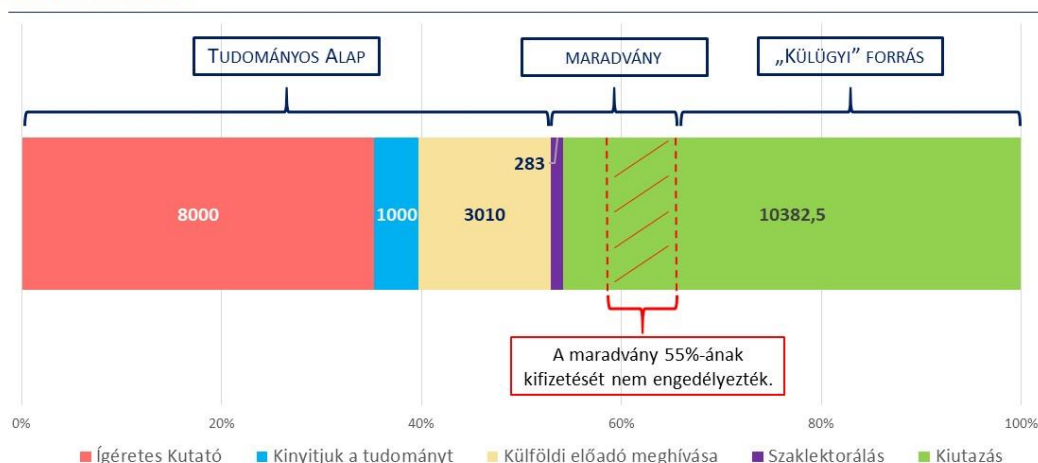 TUDOMÁNYOS ALAP
MARADVÁNY
„KÜLÜGYI” FORRÁS
283
8000
1000
3010
10382,5
A maradvány 55%-ának
kifizetését nem engedélyezték.
0%
20%
40%
60%
80%
100%
Ígéretes Kutató
Kinyitjuk a tudományt
Külföldi előadó meghívása
Szaklektorálás
Kiutazás